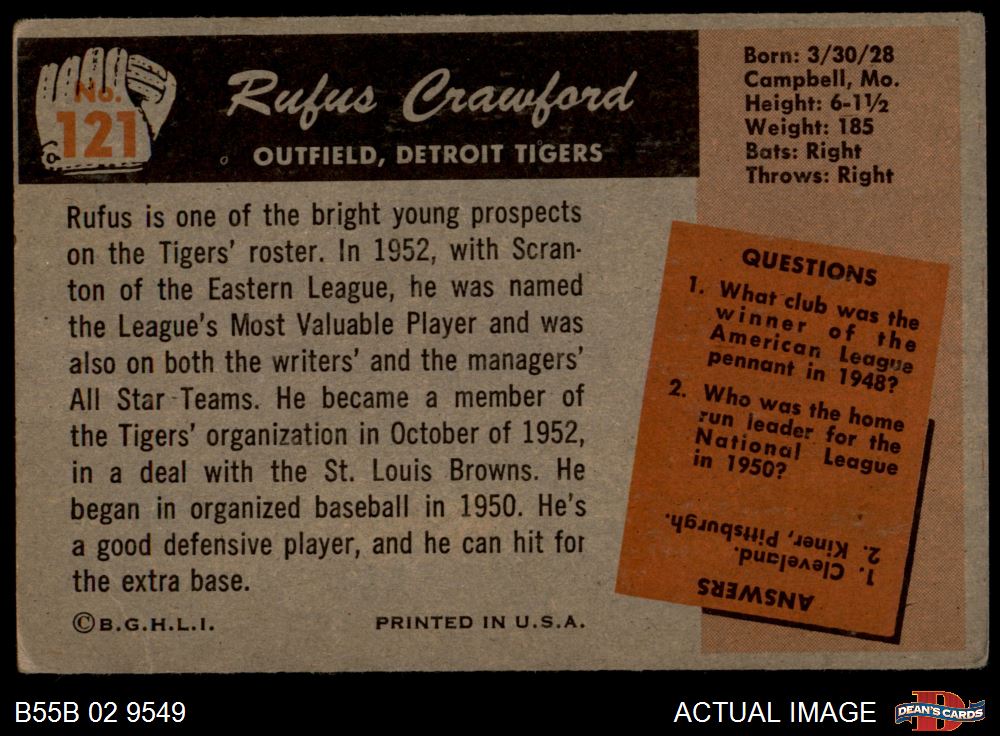 No.
121
Rufus Crawford
OUTFIELD, DETROIT TIGERS
Born: 3/30/28
Campbell, Mo.
Height: 6-1½
Weight: 185
Bats: Right
Throws: Right
Rufus is one of the bright young prospects
on the Tigers' roster. In 1952, with Scran-
ton of the Eastern League, he was named
the League's Most Valuable Player and was
also on both the writers' and the managers'
All Star Teams. He became a member of
the Tigers' organization in October of 1952,
in a deal with the St. Louis Browns. He
began in organized baseball in 1950. He's
a good defensive player, and he can hit for
the extra base.
©B.G.H.L.I.
PRINTED IN U.S.A.
QUESTIONS
1. What club was the
winner of the
American League
pennant in 1948?
2. Who was the home
run leader for the
National League
in 1950?
ANSWERS
1. Cleveland.
2. Kiner, Pittsburgh.
B55B 02 9549
ACTUAL IMAGE
D
DEAN'S CARDS